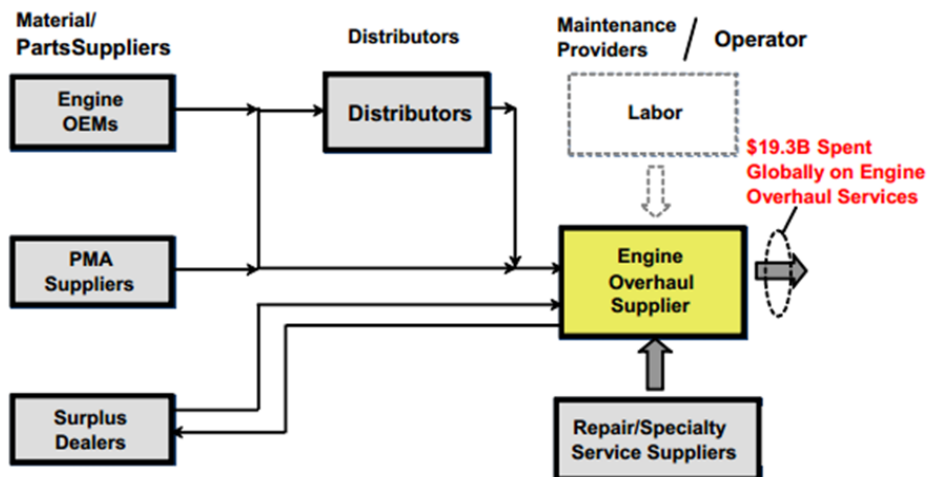 Material/
PartsSuppliers
Distributors
Maintenance
Providers
/
Operator
Engine
OEMs
Distributors
Labor
$19.3B Spent
Globally on Engine
Overhaul Services
PMA
Suppliers
Engine
Overhaul
Supplier
Surplus
Dealers
Repair/Specialty
Service Suppliers